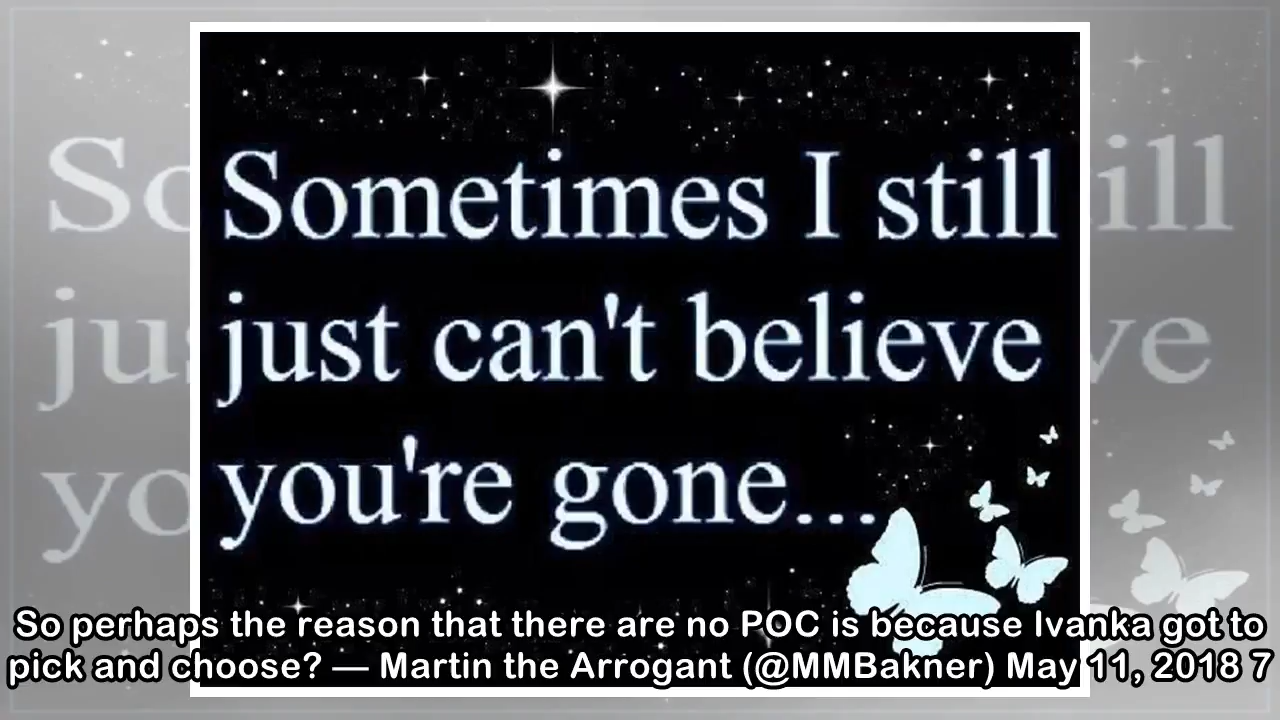 Sometimes I still
just can't believe
you're gone...
So perhaps the reason that there are no POC is because Ivanka got to
pick and choose? — Martin the Arrogant (@MMBakner) May 11, 2018 7